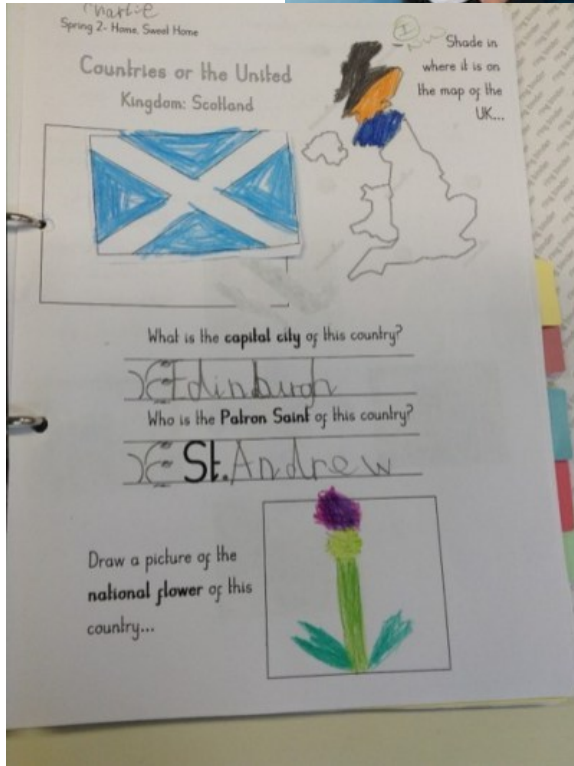 Charlie
Spring 2- Home, Sweet Home
Countries of the United
Kingdom: Scotland
Shade in
where it is on
the map of the
UK...
What is the capital city of this country?
Edinburgh
Who is the Patron Saint of this country?
St. Andrew
Draw a picture of the
national flower of this
country...